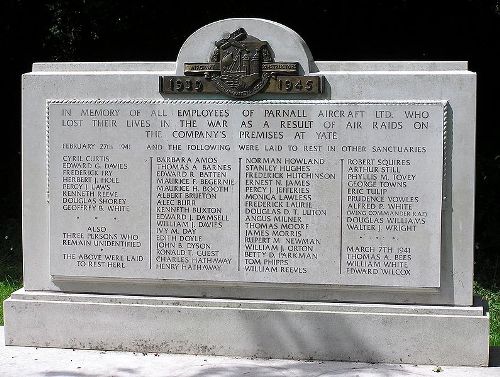 1939 1945
IN MEMORY OF ALL EMPLOYEES OF PARNALL AIRCRAFT LTD. WHO
LOST THEIR LIVES IN THE WAR AS A RESULT OF AIR RAIDS ON
THE COMPANY'S PREMISES AT YATE
FEBRUARY 27TH 1941 AND THE FOLLOWING WERE LAID TO REST IN OTHER SANCTUARIES
CYRIL CURTIS
EDWARD G. DAVIES
FREDERICK FRY
HERBERT J. HOLE
PERCY J. LAWS
KENNETH REEVE
DOUGLAS SHOREY
GEOFREY B. WHITE
ALSO
THREE PERSONS WHO
REMAIN UNIDENTIFIED
THE ABOVE WERE LAID
TO REST HERE
BARBARA AMOS
THOMAS A. BARNES
EDWARD R. BATTEN
MAURICE P. BEGERNIE
MAURICE H. BOOTH
ALBERT BRIFTON
ALEC BURR
KENNETH BUXTON
EDWARD J. DAMSELL
WILLIAM J. DAVIES
IVY M. DAY
EDITH DOYLE
JOHN B. DYSON
RONALD T. GUEST
CHARLES HATHAWAY
HENRY HATHAWAY
NORMAN HOWLAND
STANLEY HUGHES
FREDERICK HUTCHINSON
ERNEST N. JAMES
PERCY J. JEFFERIES
MONICA LAWLESS
FREDERICK LAURIE
DOUGLAS D. T. LUTON
ANGUS MILNER
THOMAS MOORE
JAMES MORRIS
RUPERT M. NEWMAN
WILLIAM J. ORTON
BETTY D. PARKMAN
TOM PHIPPS
WILLIAM REEVES
ROBERT SQUIRES
ARTHUR STILL
PHYLLIS M. TOVEY
GEORGE TOWNS
ERIC TULIP
PRUDENCE VOWLES
ALFRED P. WHITE
(WING COMMANDER RAF)
DOUGLAS WILLIAMS
WALTER J. WRIGHT
MARCH 7TH 1941
THOMAS A. BEES
WILLIAM WHITE
EDWARD WILCOX